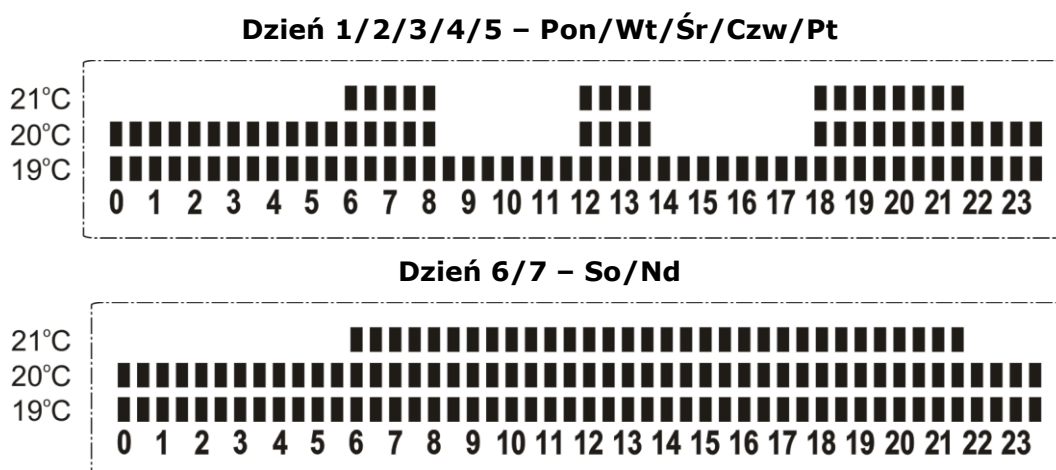 Dzień 1/2/3/4/5 – Pon/Wt/Śr/Czw/Pt
21°C
20°C
19°C
0 1 2 3 4 5 6 7 8 9 10 11 12 13 14 15 16 17 18 19 20 21 22 23
Dzień 6/7 – So/Nd
21°C
20°C
19°C
0 1 2 3 4 5 6 7 8 9 10 11 12 13 14 15 16 17 18 19 20 21 22 23